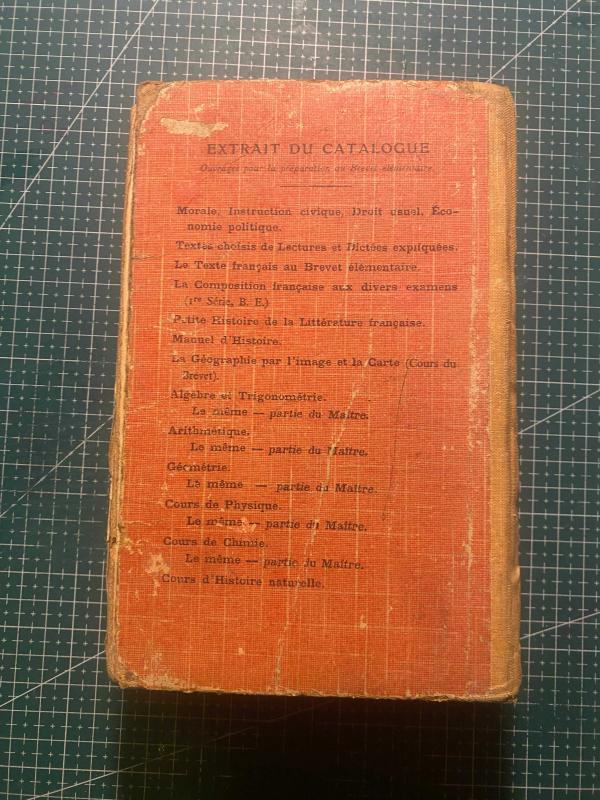 EXTRAIT DU CATALOGUE
Ouvrages pour la préparation au Brevet élémentaire.
Morale, Instruction civique, Droit usuel, Éco-
nomie politique.
Textes choisis de Lectures et Dictées expliquées.
Le Texte français au Brevet élémentaire.
La Composition française aux divers examens
(1re Série, B. E.)
Petite Histoire de la Littérature française.
Manuel d'Histoire.
La Géographie par l'image et la Carte (Cours du
Brevet).
Algèbre et Trigonométrie.
Le même — partie du Maître.
Arithmétique.
Le même — partie du Maître.
Géométrie.
Le même — partie du Maître.
Cours de Physique.
Le même — partie du Maître.
Cours de Chimie.
Le même — partie du Maître.
Cours d'Histoire naturelle.